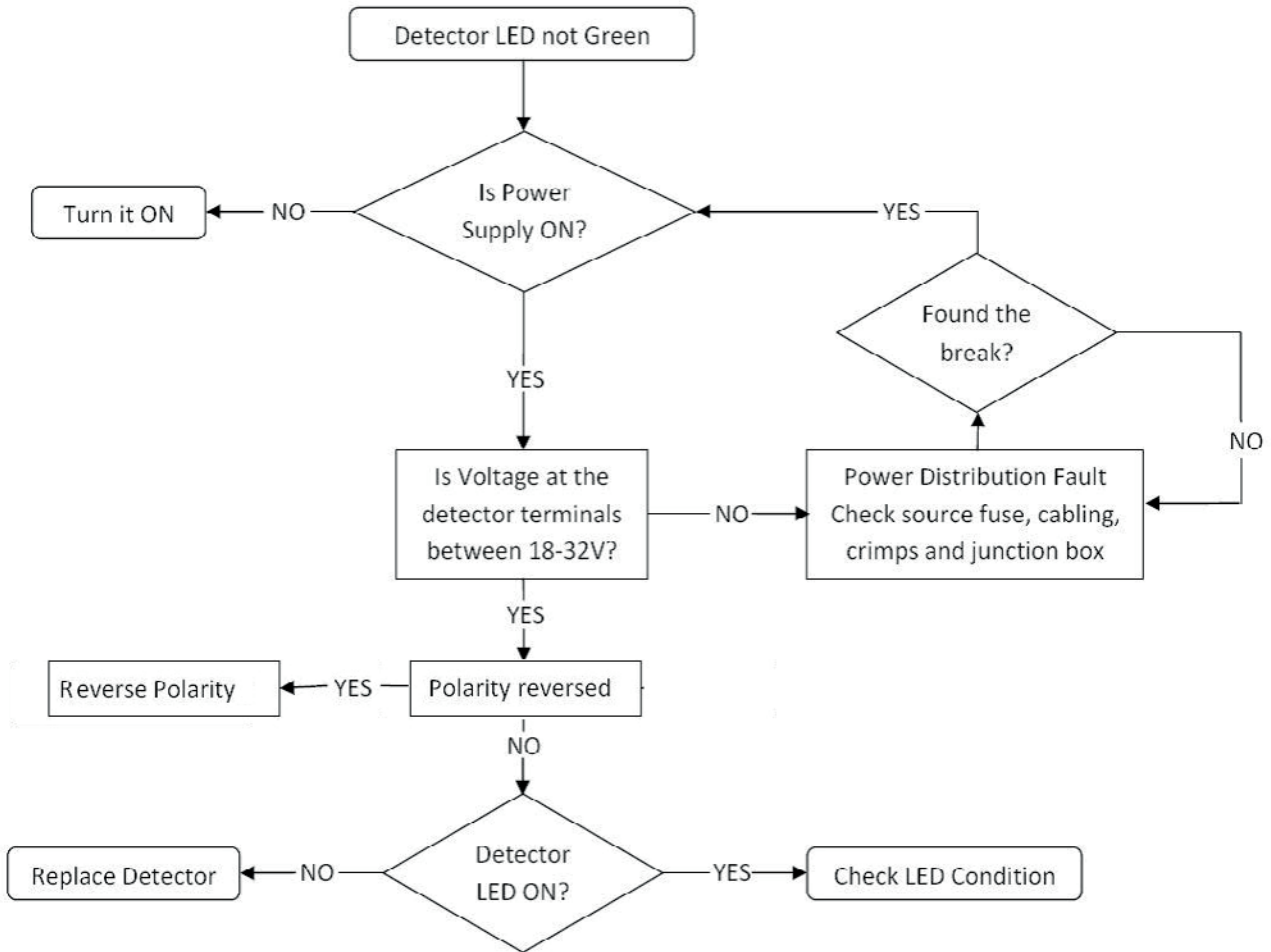 Detector LED not Green
Is Power
Supply ON?
NO
Turn it ON
YES
Found the
break?
YES
NO
Is Voltage at the
detector terminals
between 18-32V?
NO
Power Distribution Fault
Check source fuse, cabling,
crimps and junction box
YES
Polarity reversed
YES
Reverse Polarity
NO
Detector
LED ON?
NO
Replace Detector
YES
Check LED Condition